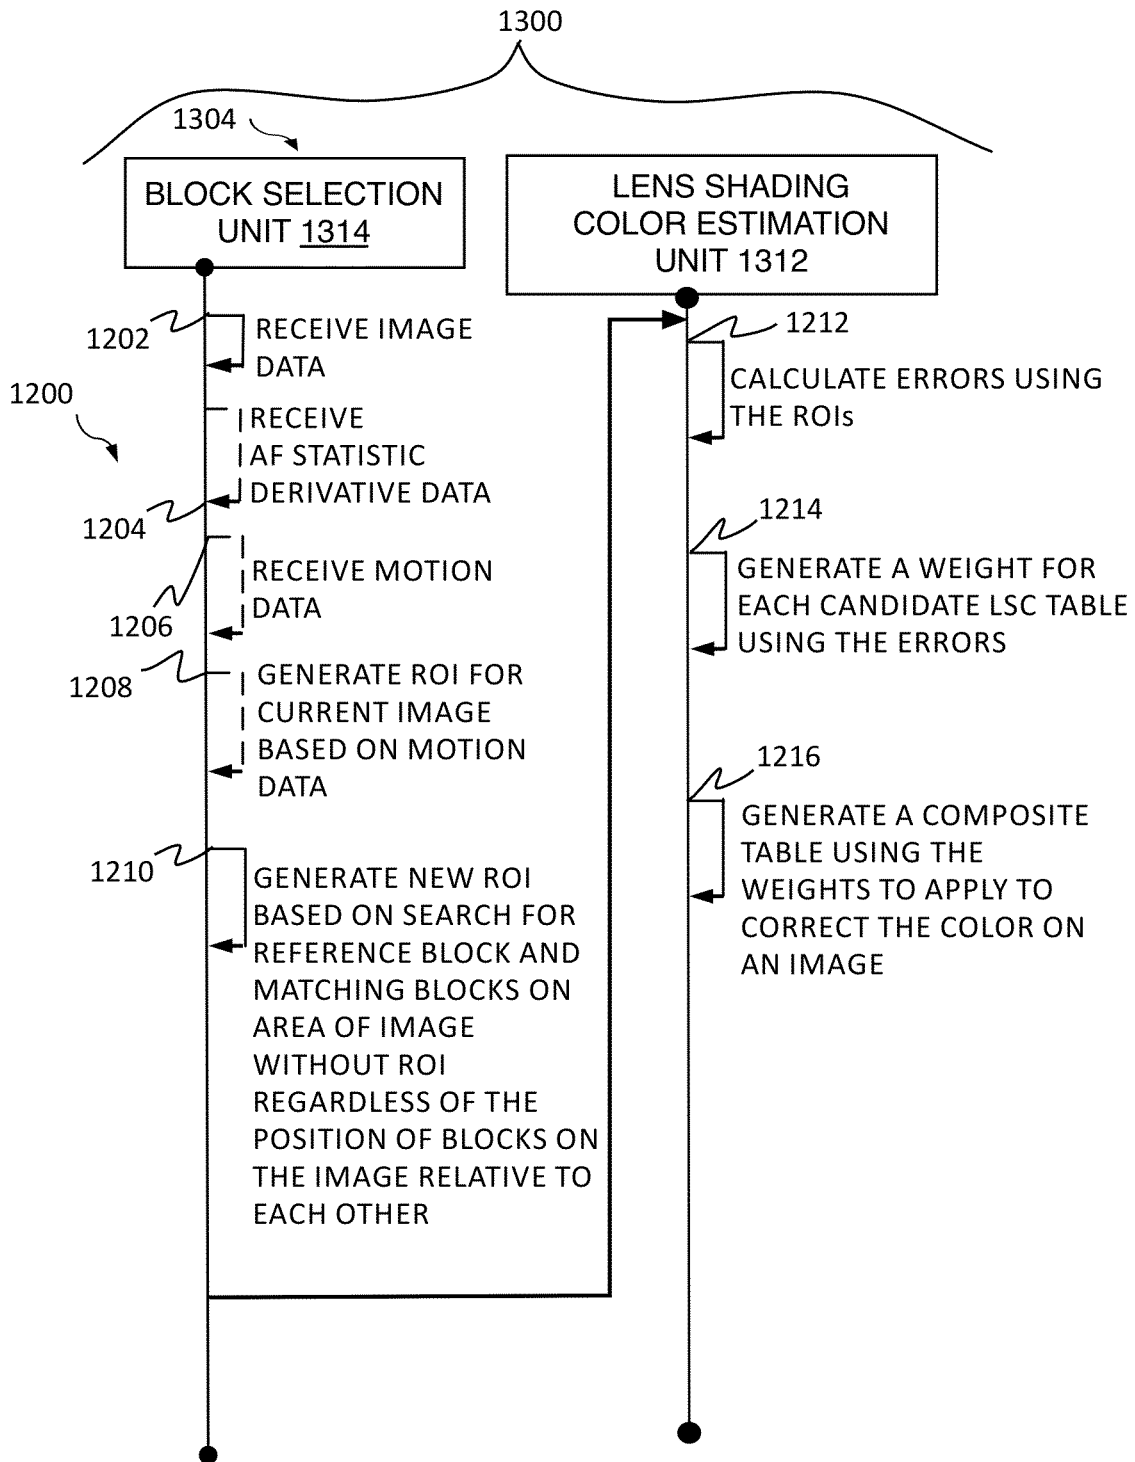 1300
1304
BLOCK SELECTION
UNIT 1314
LENS SHADING
COLOR ESTIMATION
UNIT 1312
1200
1202
RECEIVE IMAGE
DATA
RECEIVE
AF STATISTIC
DERIVATIVE DATA
1204
RECEIVE MOTION
DATA
1206
1208
GENERATE ROI FOR
CURRENT IMAGE
BASED ON MOTION
DATA
1210
GENERATE NEW ROI
BASED ON SEARCH FOR
REFERENCE BLOCK AND
MATCHING BLOCKS ON
AREA OF IMAGE
WITHOUT ROI
REGARDLESS OF THE
POSITION OF BLOCKS ON
THE IMAGE RELATIVE TO
EACH OTHER
1212
CALCULATE ERRORS USING
THE ROIs
1214
GENERATE A WEIGHT FOR
EACH CANDIDATE LSC TABLE
USING THE ERRORS
1216
GENERATE A COMPOSITE
TABLE USING THE
WEIGHTS TO APPLY TO
CORRECT THE COLOR ON
AN IMAGE